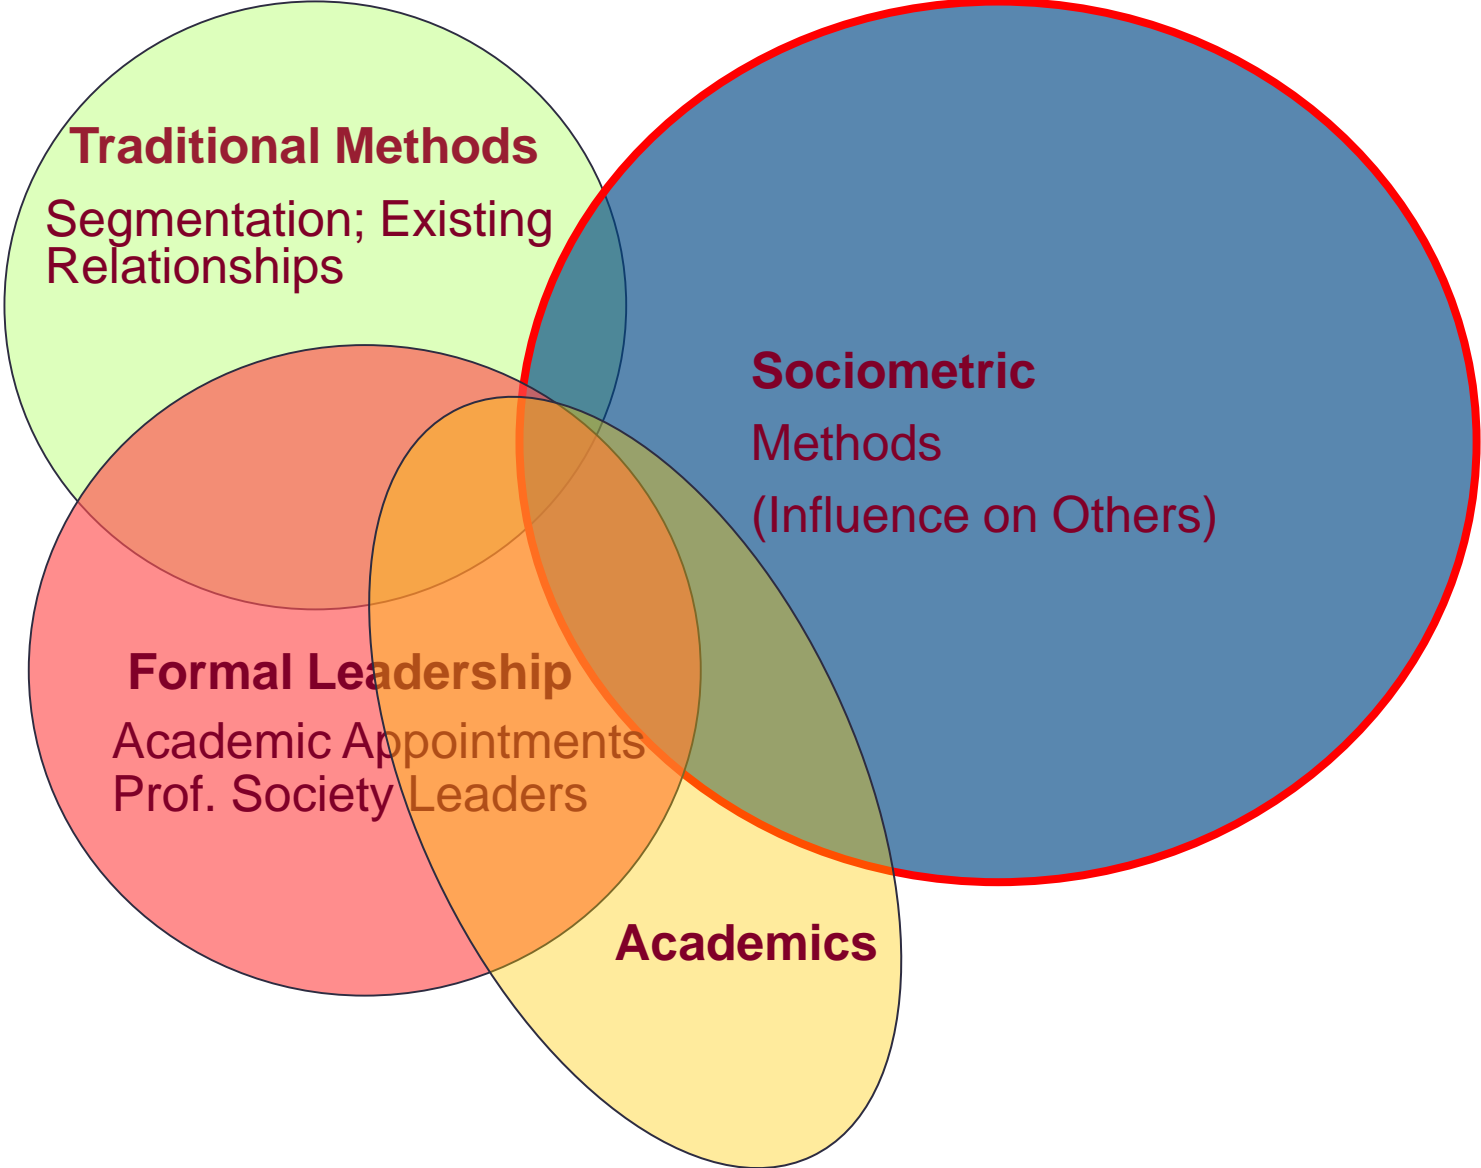 Traditional Methods
Segmentation; Existing
Relationships
Sociometric
Methods
(Influence on Others)
Formal Leadership
Academic Appointments
Prof. Society Leaders
Academics